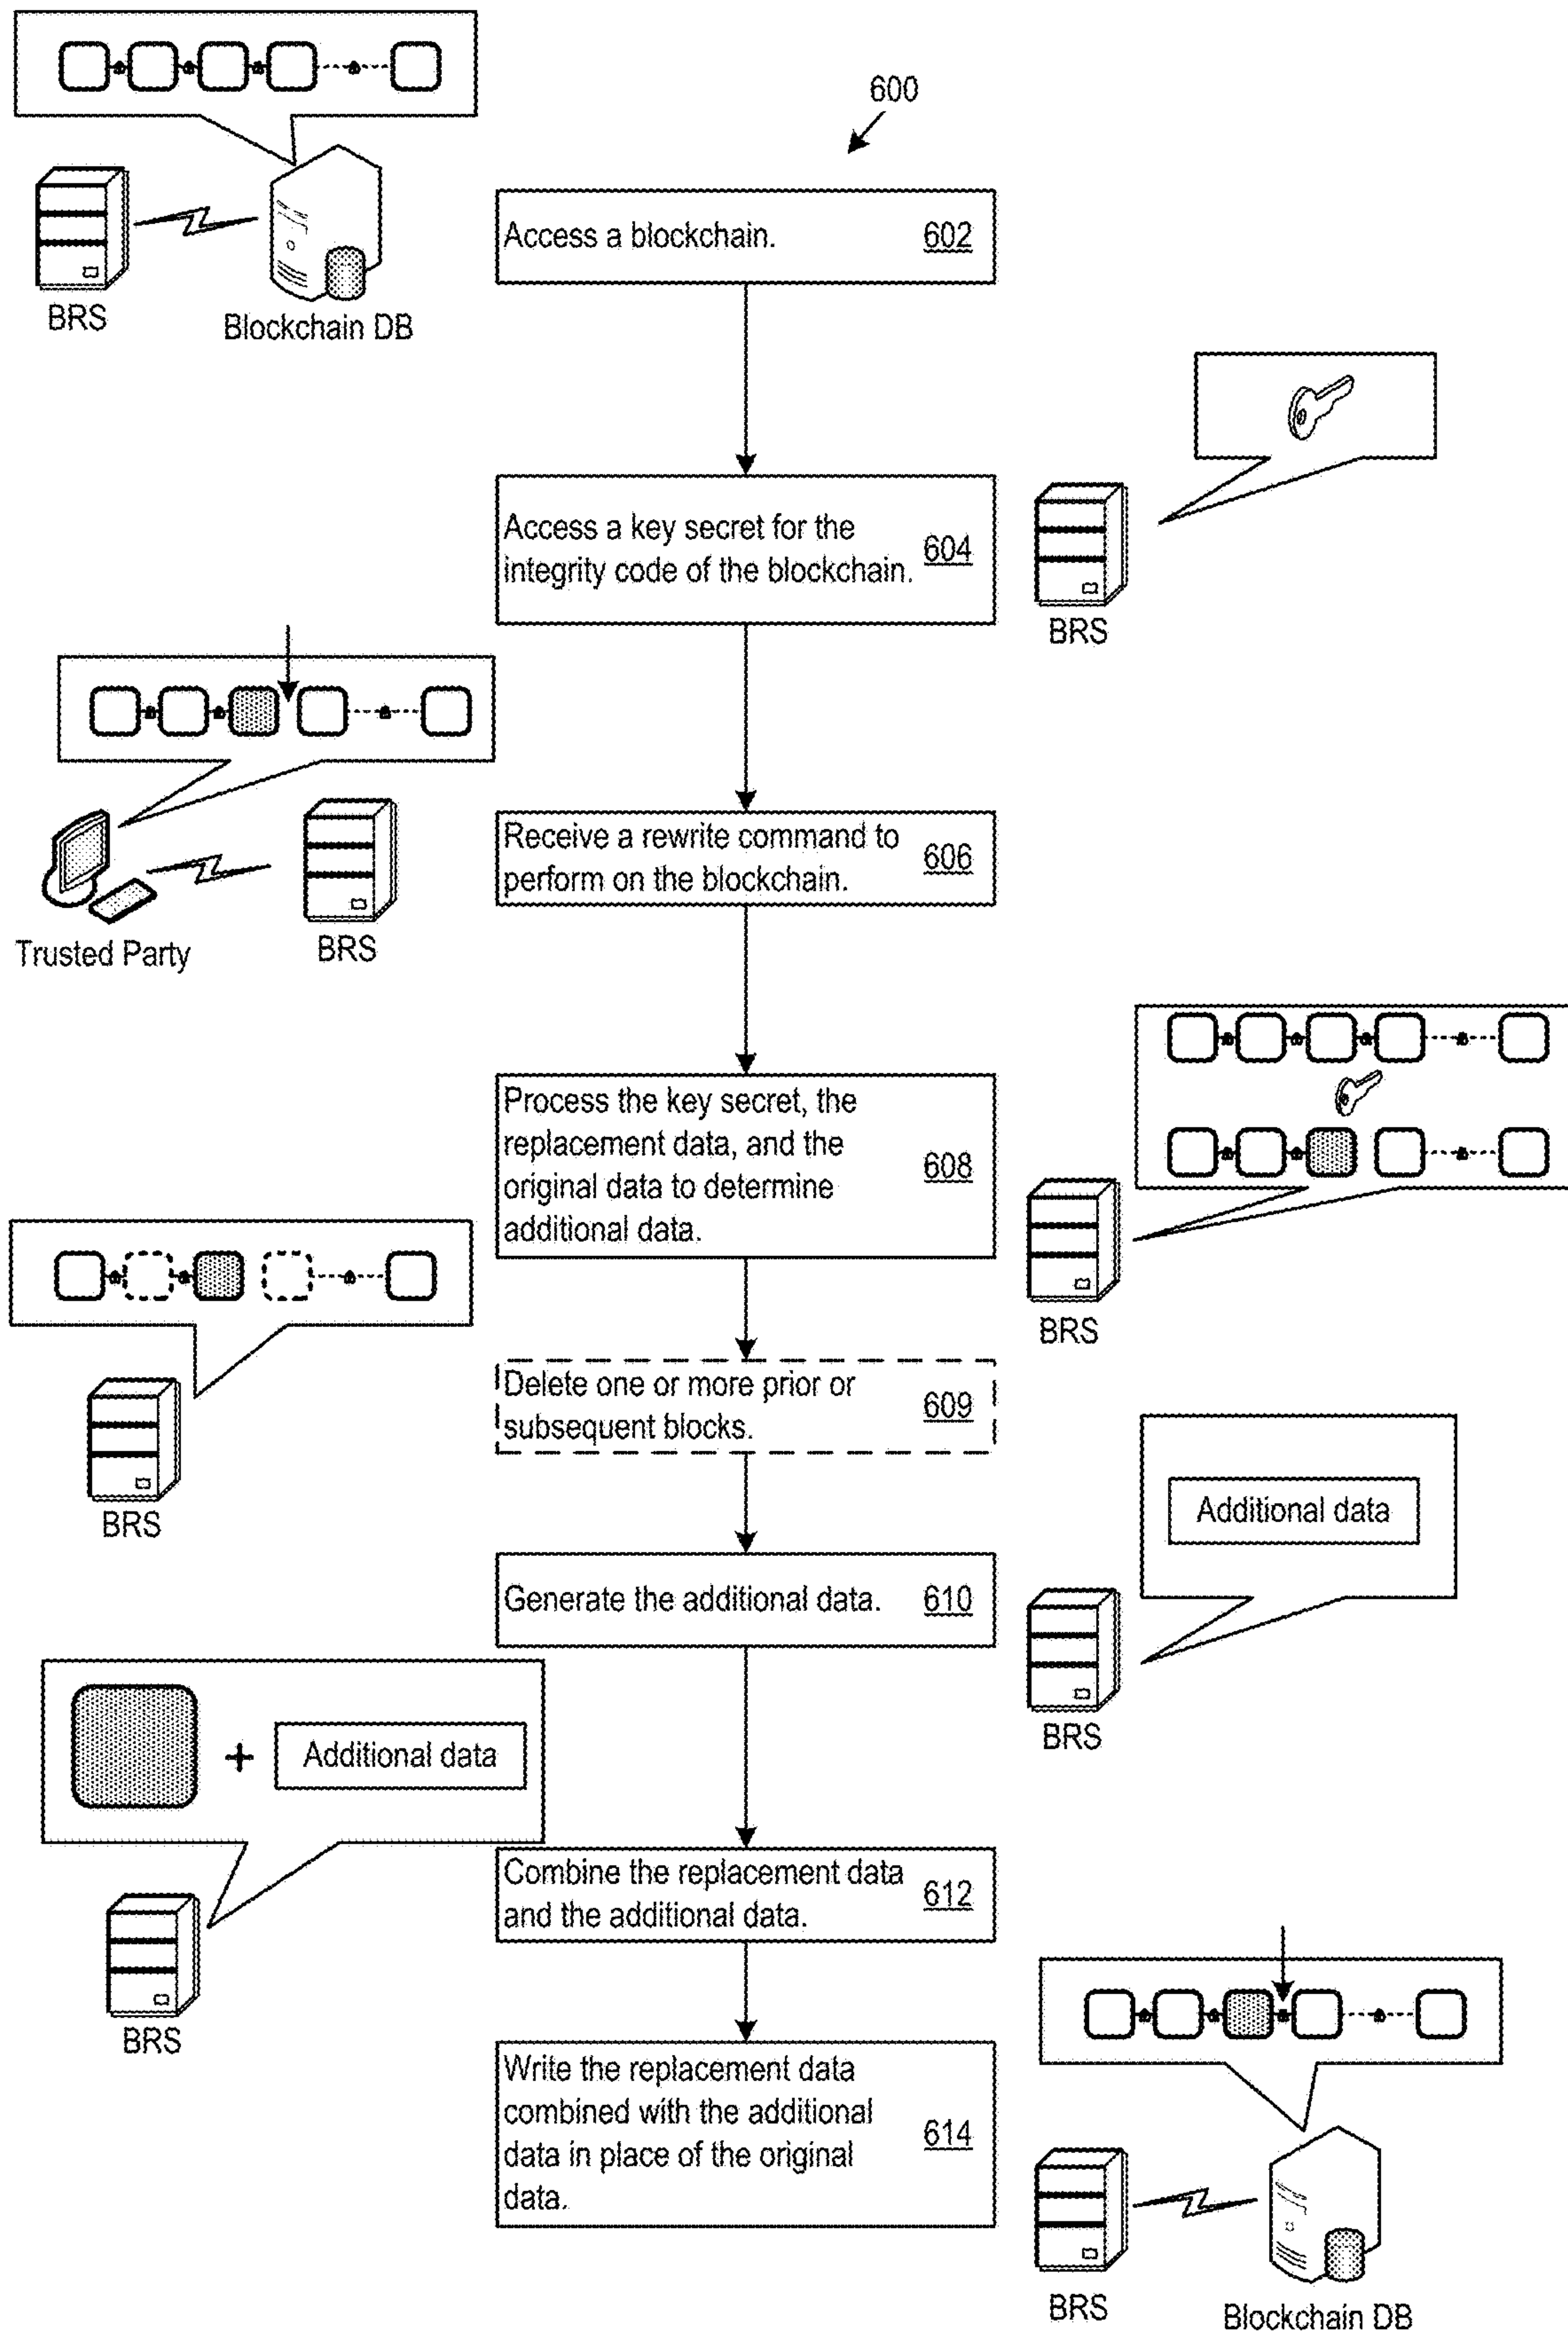 600
Access a blockchain. 602
BRS
Blockchain DB
Access a key secret for the
integrity code of the blockchain. 604
BRS
Receive a rewrite command to
perform on the blockchain. 606
Trusted Party
BRS
Process the key secret, the
replacement data, and the
original data to determine
additional data.
608
BRS
Delete one or more prior or
subsequent blocks. 609
BRS
Additional data
Generate the additional data. 610
BRS
+ Additional data
Combine the replacement data
and the additional data. 612
BRS
Write the replacement data
combined with the additional
data in place of the original
data.
614
BRS
Blockchain DB